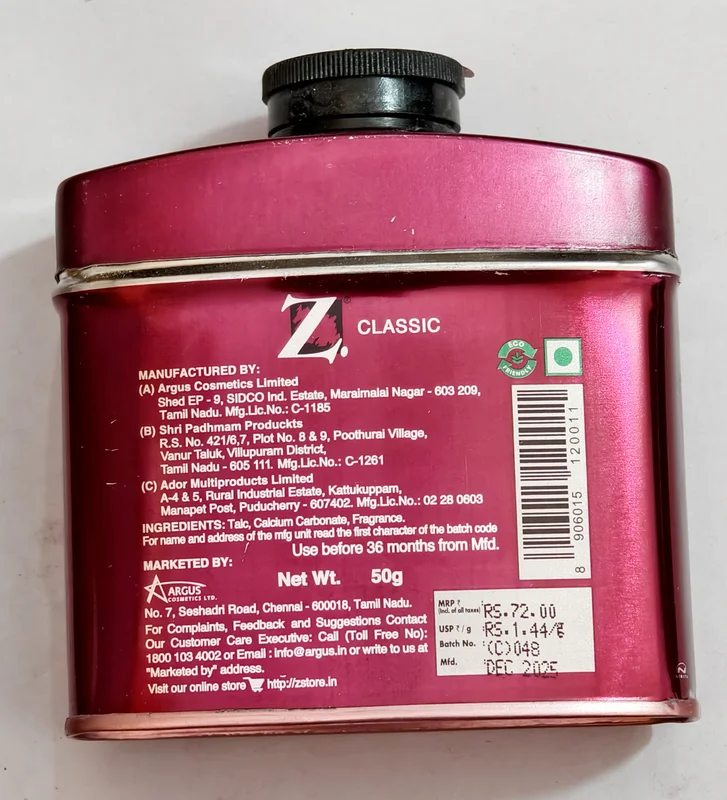 Z.
CLASSIC
ECO
FRIENDLY
MANUFACTURED BY:
(A) Argus Cosmetics Limited
Shed EP - 9, SIDCO Ind. Estate, Maraimalai Nagar - 603 209,
Tamil Nadu. Mfg.Lic.No.: C-1185
(B) Shri Padhmam Produckts
R.S. No. 421/6,7, Plot No. 8 & 9, Poothurai Village,
Vanur Taluk, Villupuram District,
Tamil Nadu - 605 111. Mfg.Lic.No.: C-1261
(C) Ador Multiproducts Limited
A-4 & 5, Rural Industrial Estate, Kattukuppam,
Manapet Post, Puducherry - 607402. Mfg.Lic.No.: 02 28 0603
INGREDIENTS: Talc, Calcium Carbonate, Fragrance.
For name and address of the mfg unit read the first character of the batch code
Use before 36 months from Mfd.
8 906015 120011
MARKETED BY:
ARGUS
COSMETICS LTD.
Net Wt. 50g
No. 7, Seshadri Road, Chennai - 600018, Tamil Nadu.
For Complaints, Feedback and Suggestions Contact
Our Customer Care Executive: Call (Toll Free No):
1800 103 4002 or Email : info@argus.in or write to us at
"Marketed by" address.
Visit our online store http://zstore.in
MRP ₹ RS.72.00
(Incl. of all taxes)
USP ₹ / g RS.1.44/g
Batch No. (C)048
Mfd. DEC 2025